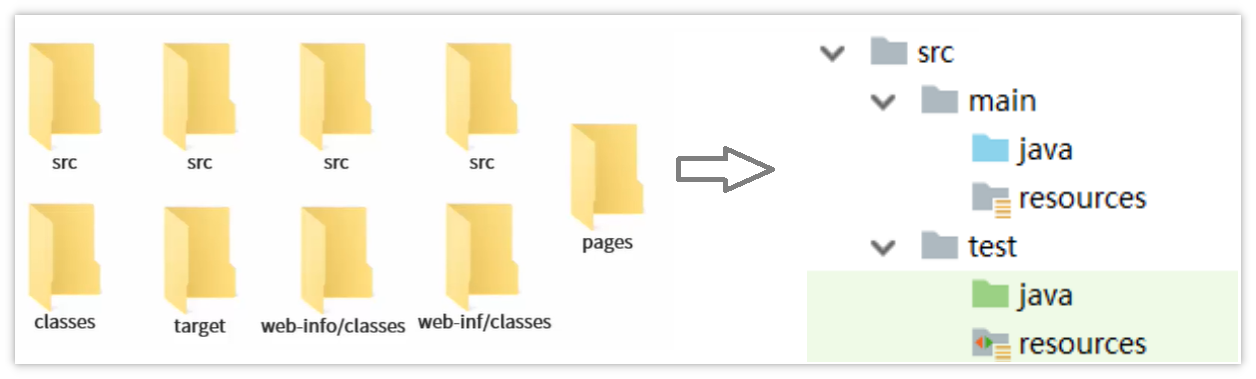 src
src
src
src
pages
classes
target
web-info/classes
web-inf/classes
src
main
java
resources
test
java
resources